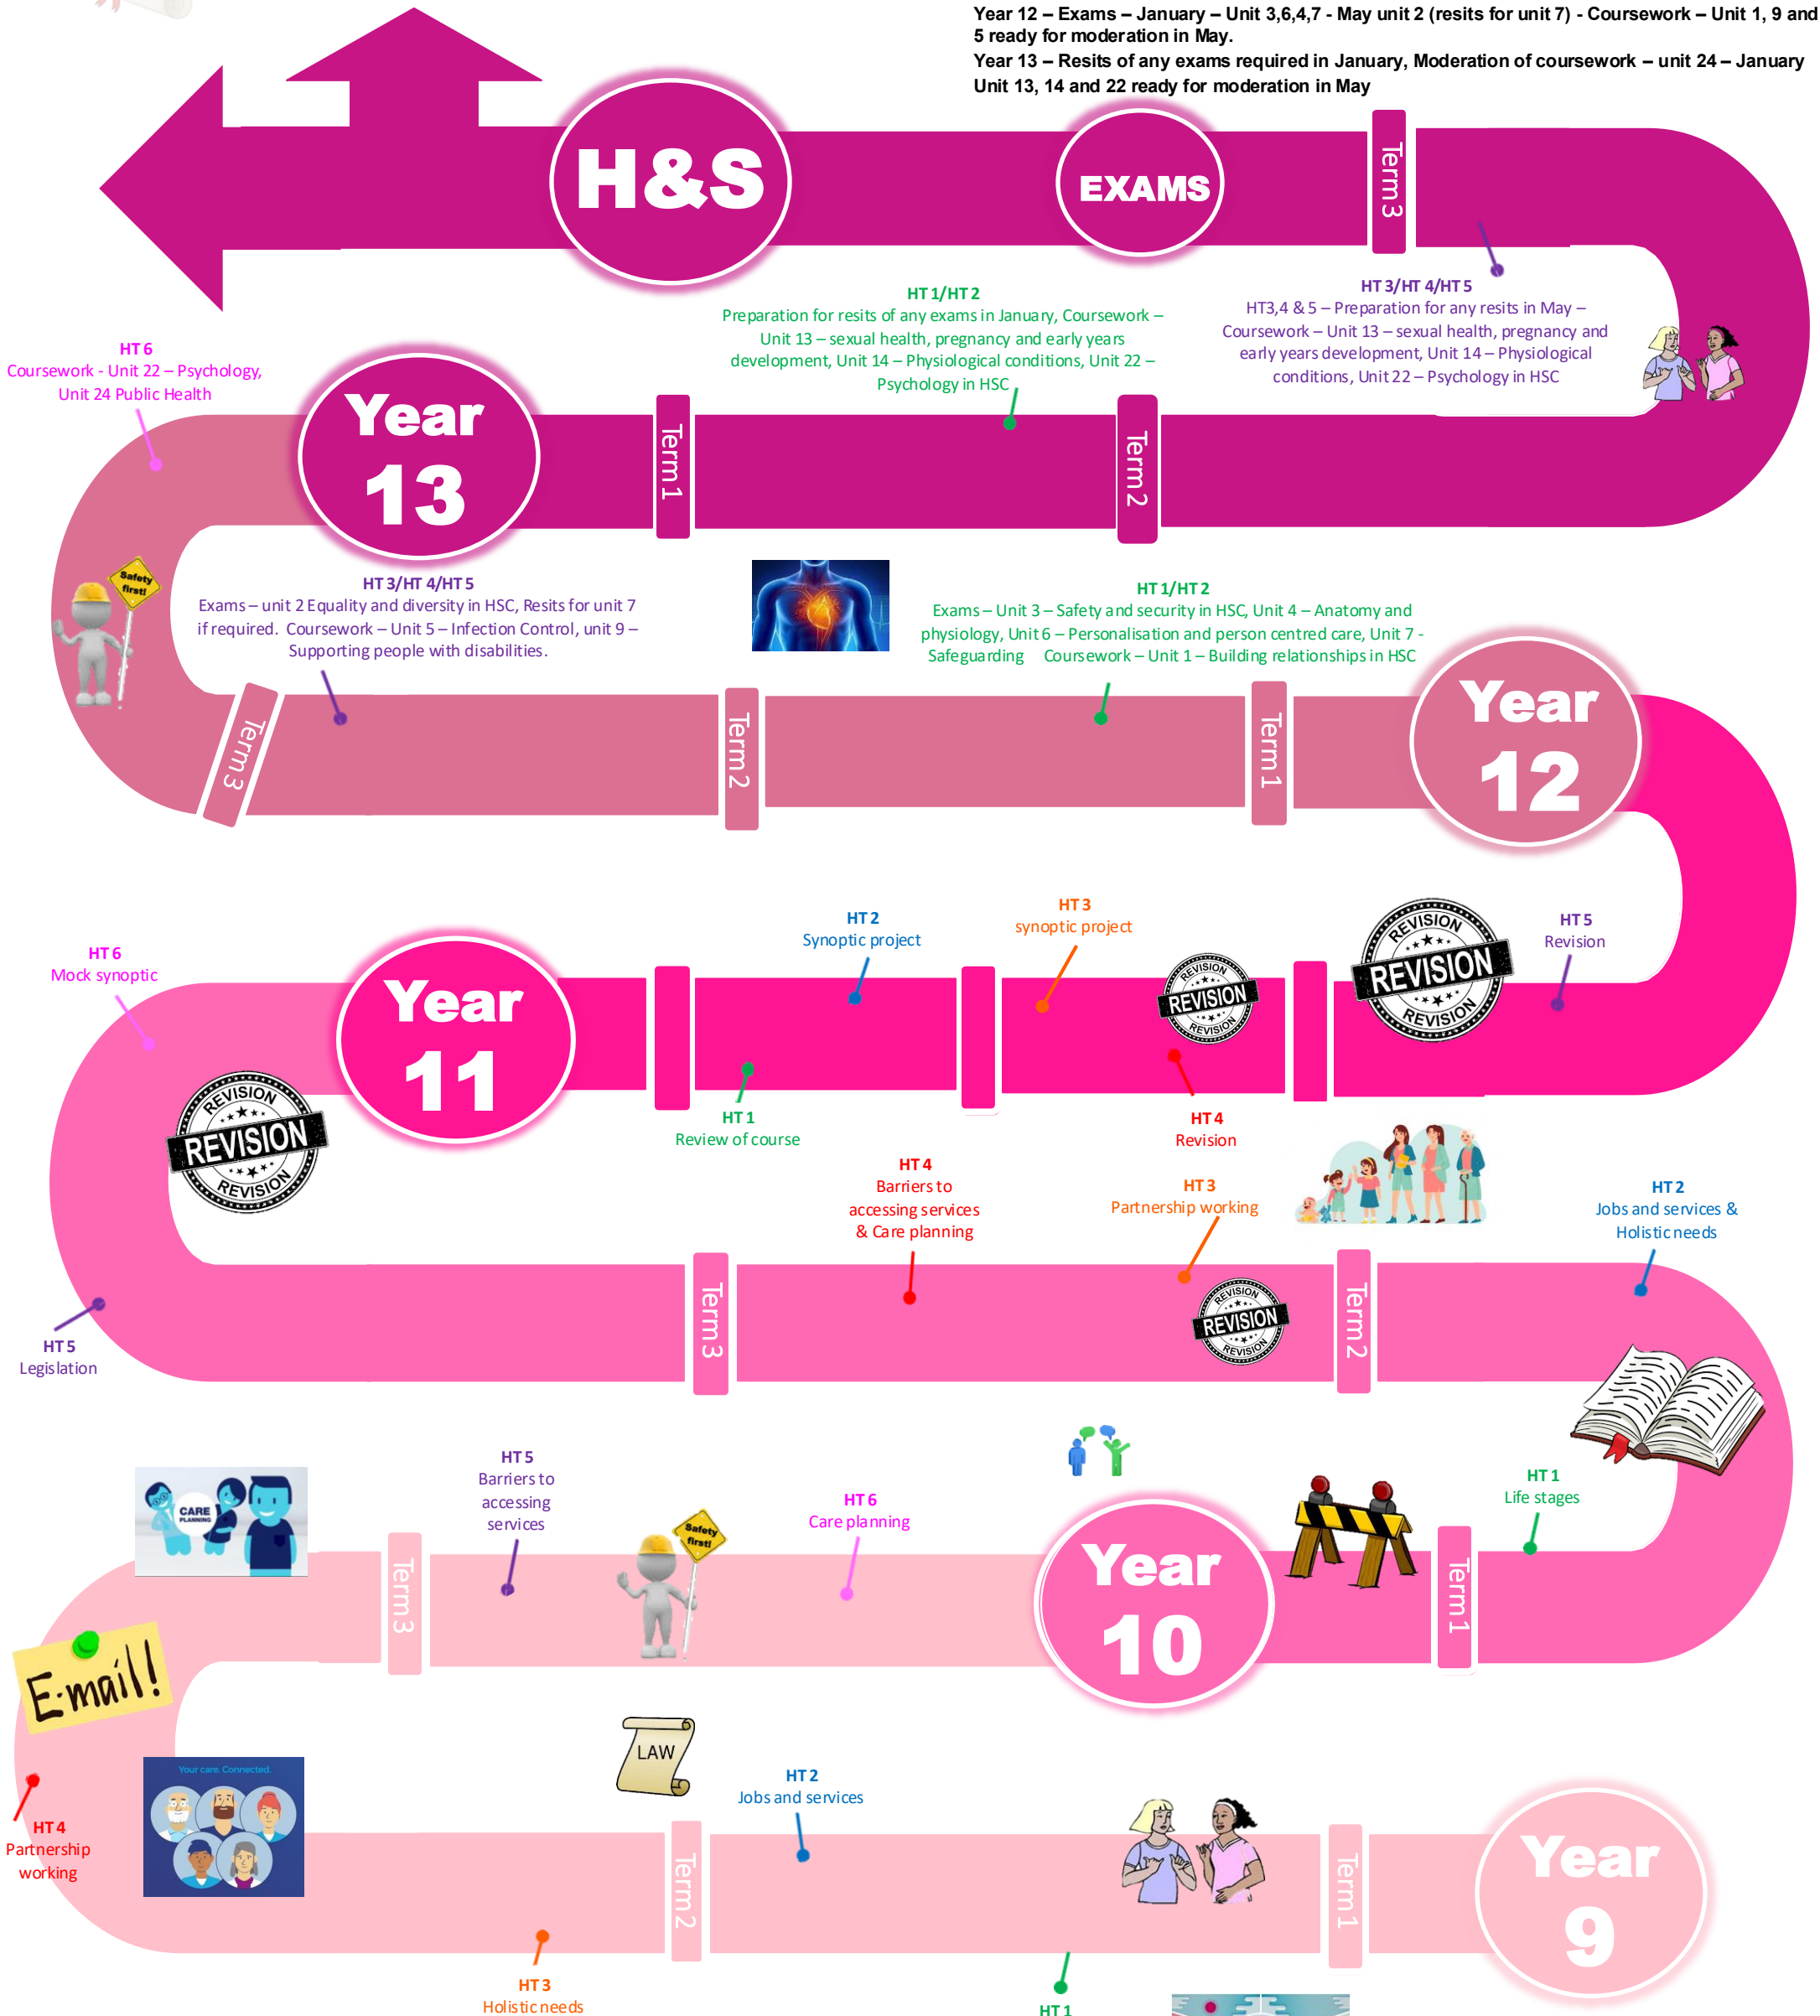 Year 12 – Exams – January – Unit 3,6,4,7 - May unit 2 (resits for unit 7) - Coursework – Unit 1, 9 and
5 ready for moderation in May.
Year 13 – Resits of any exams required in January, Moderation of coursework – unit 24 – January
Unit 13, 14 and 22 ready for moderation in May
H&S
EXAMS
Term 3
HT 1/HT 2
Preparation for resits of any exams in January, Coursework –
Unit 13 – sexual health, pregnancy and early years
development, Unit 14 – Physiological conditions, Unit 22 –
Psychology in HSC
HT 3/HT 4/HT 5
HT3,4 & 5 – Preparation for any resits in May –
Coursework – Unit 13 – sexual health, pregnancy and
early years development, Unit 14 – Physiological
conditions, Unit 22 – Psychology in HSC
HT 6
Coursework - Unit 22 – Psychology,
Unit 24 Public Health
Year
13
Term 1
Term 2
Safety
first!
HT 3/HT 4/HT 5
Exams – unit 2 Equality and diversity in HSC, Resits for unit 7
if required. Coursework – Unit 5 – Infection Control, unit 9 –
Supporting people with disabilities.
HT 1/HT 2
Exams – Unit 3 – Safety and security in HSC, Unit 4 – Anatomy and
physiology, Unit 6 – Personalisation and person centred care, Unit 7 -
Safeguarding Coursework – Unit 1 – Building relationships in HSC
Term 3
Term 2
Term 1
Year
12
HT 6
Mock synoptic
Year
11
HT 2
Synoptic project
HT 3
synoptic project
REVISION
REVISION
REVISION
REVISION
REVISION
REVISION
HT 5
Revision
REVISION
REVISION
REVISION
HT 1
Review of course
HT 4
Revision
HT 4
Barriers to
accessing services
& Care planning
HT 3
Partnership working
HT 2
Jobs and services &
Holistic needs
HT 5
Legislation
Term 3
REVISION
REVISION
REVISION
Term 2
CARE
PLANNING
HT 5
Barriers to
accessing
services
HT 6
Care planning
HT 1
Life stages
Term 3
Safety
first!
Year
10
Term 1
E-mail!
LAW
Your care. Connected.
HT 4
Partnership
working
HT 2
Jobs and services
Term 2
Term 1
Year
9
HT 3
Holistic needs
HT 1